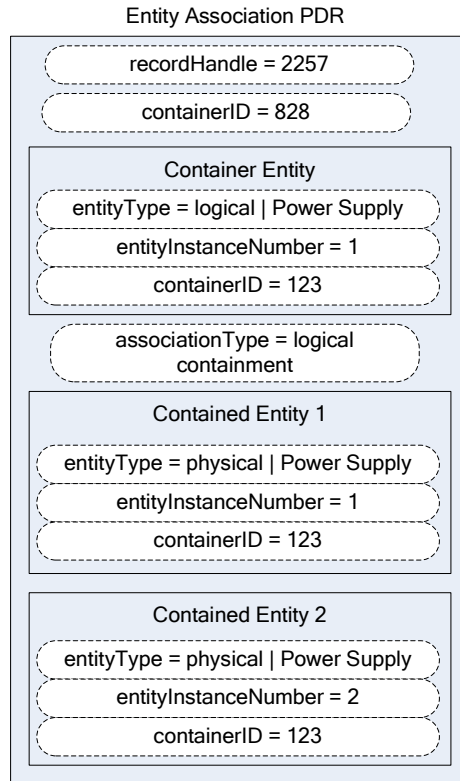 Entity Association PDR
recordHandle = 2257
containerID = 828
Container Entity
entityType = logical | Power Supply
entityInstanceNumber = 1
containerID = 123
associationType = logical
containment
Contained Entity 1
entityType = physical | Power Supply
entityInstanceNumber = 1
containerID = 123
Contained Entity 2
entityType = physical | Power Supply
entityInstanceNumber = 2
containerID = 123